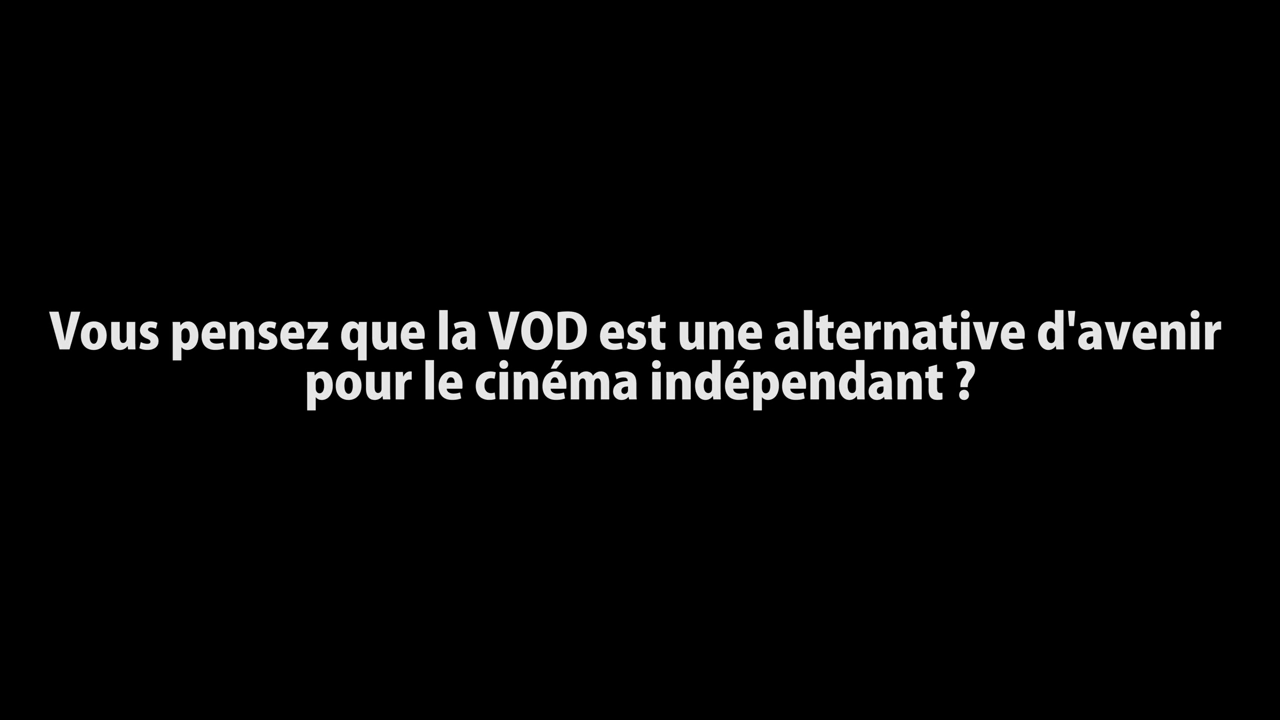 Vous pensez que la VOD est une alternative d'avenir
pour le cinéma indépendant ?